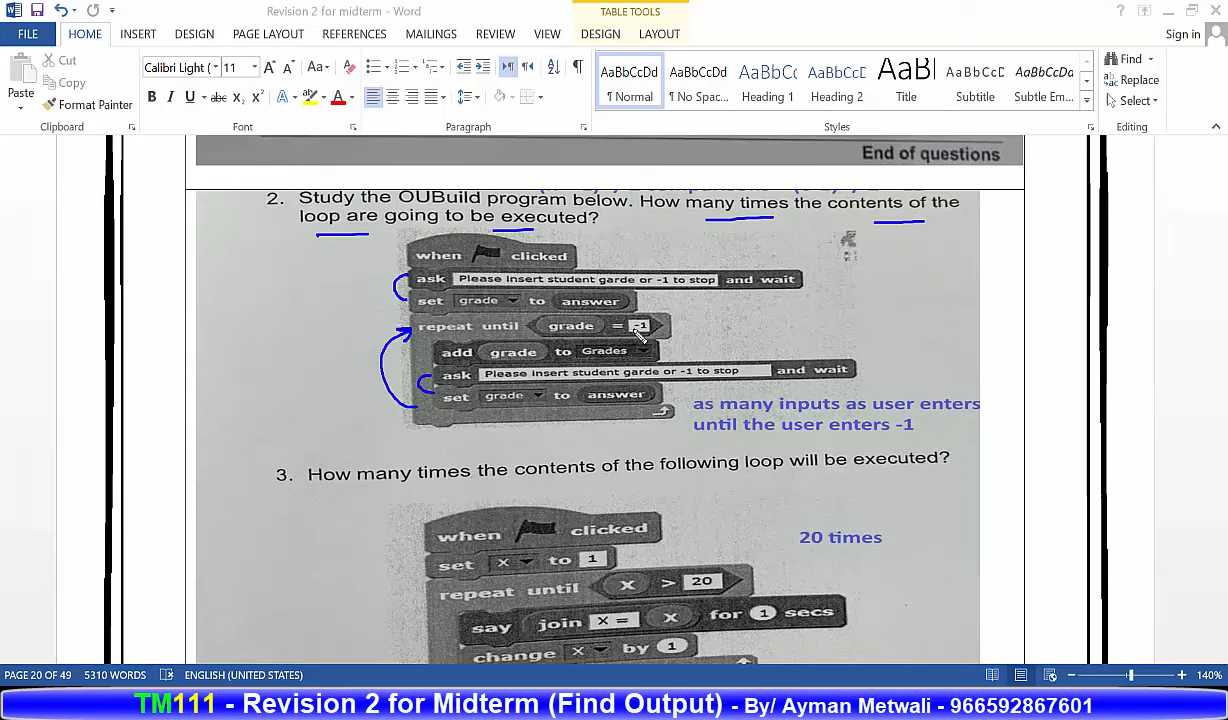 Revision 2 for midterm - Word
TABLE TOOLS
FILE HOME INSERT DESIGN PAGE LAYOUT REFERENCES MAILINGS REVIEW VIEW DESIGN LAYOUT Sign in
Paste
Cut
Copy
Format Painter
Calibri Light ( 11
AaBbCcDd AaBbCcDd AaBbCc AaBbCcD AaB AaBbCcD AaBbCcDd
¶ Normal ¶ No Spac... Heading 1 Heading 2 Title Subtitle Subtle Em...
Find
Replace
Select
Clipboard Font Paragraph Styles Editing
End of questions
2. Study the OUBuild program below. How many times the contents of the
loop are going to be executed?
when clicked
ask Please insert student garde or -1 to stop and wait
set grade to answer
repeat until grade = -1
add grade to Grades
ask Please insert student garde or -1 to stop and wait
set grade to answer
as many inputs as user enters
until the user enters -1
3. How many times the contents of the following loop will be executed?
when clicked
20 times
set x to 1
repeat until x > 20
say join X = x for 1 secs
change x by 1
PAGE 20 OF 49 5310 WORDS ENGLISH (UNITED STATES) 140%
TM111 - Revision 2 for Midterm (Find Output) - By/ Ayman Metwali - 966592867601